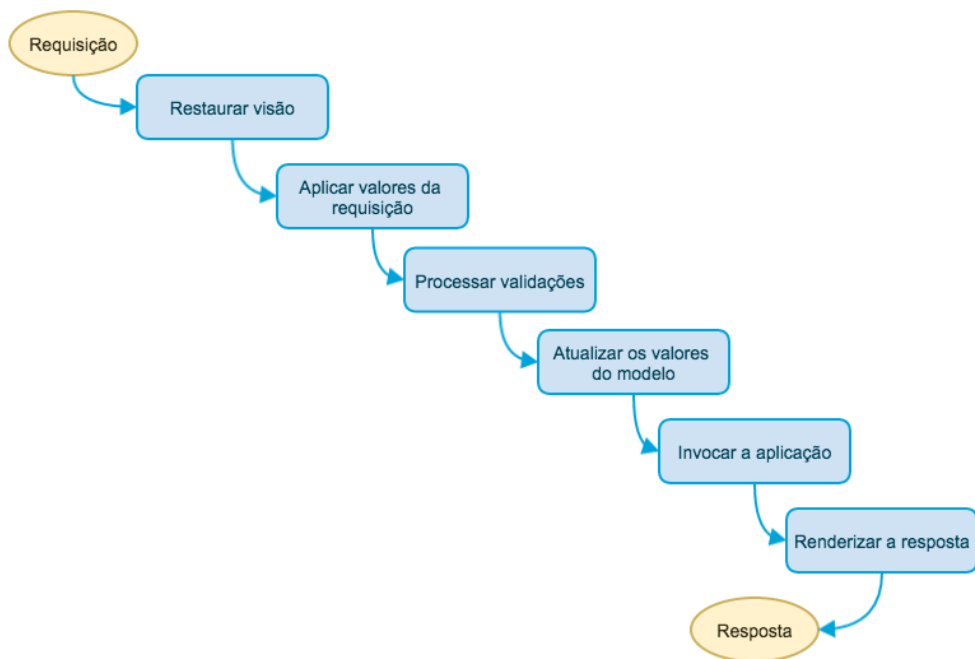 Requisição
Restaurar visão
Aplicar valores da
requisição
Processar validações
Atualizar os valores
do modelo
Invocar a aplicação
Renderizar a resposta
Resposta